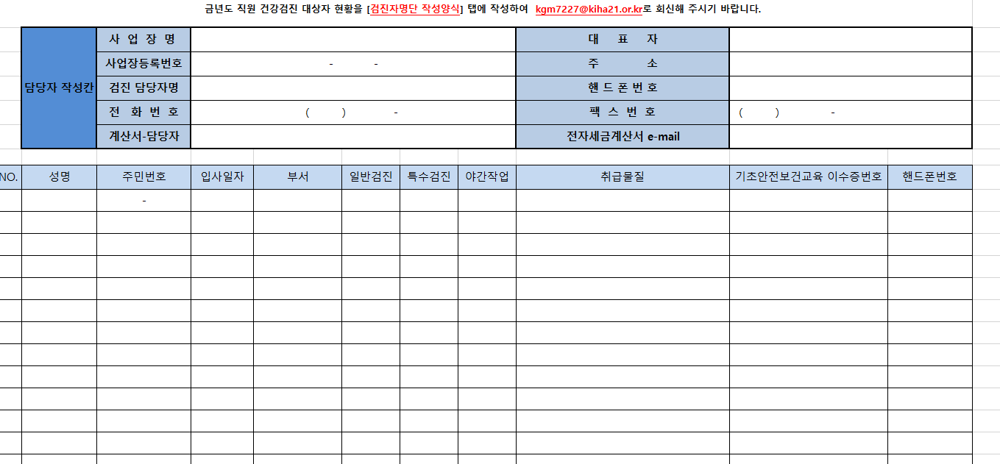 금년도 직원 건강검진 대상자 현황을 [검진자명단 작성양식] 탭에 작성하여 kgm7227@kiha21.or.kr로 회신해 주시기 바랍니다.
담당자 작성칸
사 업 장 명 대 표 자
사업장등록번호 - - 주 소
검진 담당자명 핸 드 폰 번 호
전 화 번 호 ( ) - 팩 스 번 호 ( ) -
계산서-담당자 전자세금계산서 e-mail
NO. 성명 주민번호 입사일자 부서 일반검진 특수검진 야간작업 취급물질 기초안전보건교육 이수증번호 핸드폰번호
-